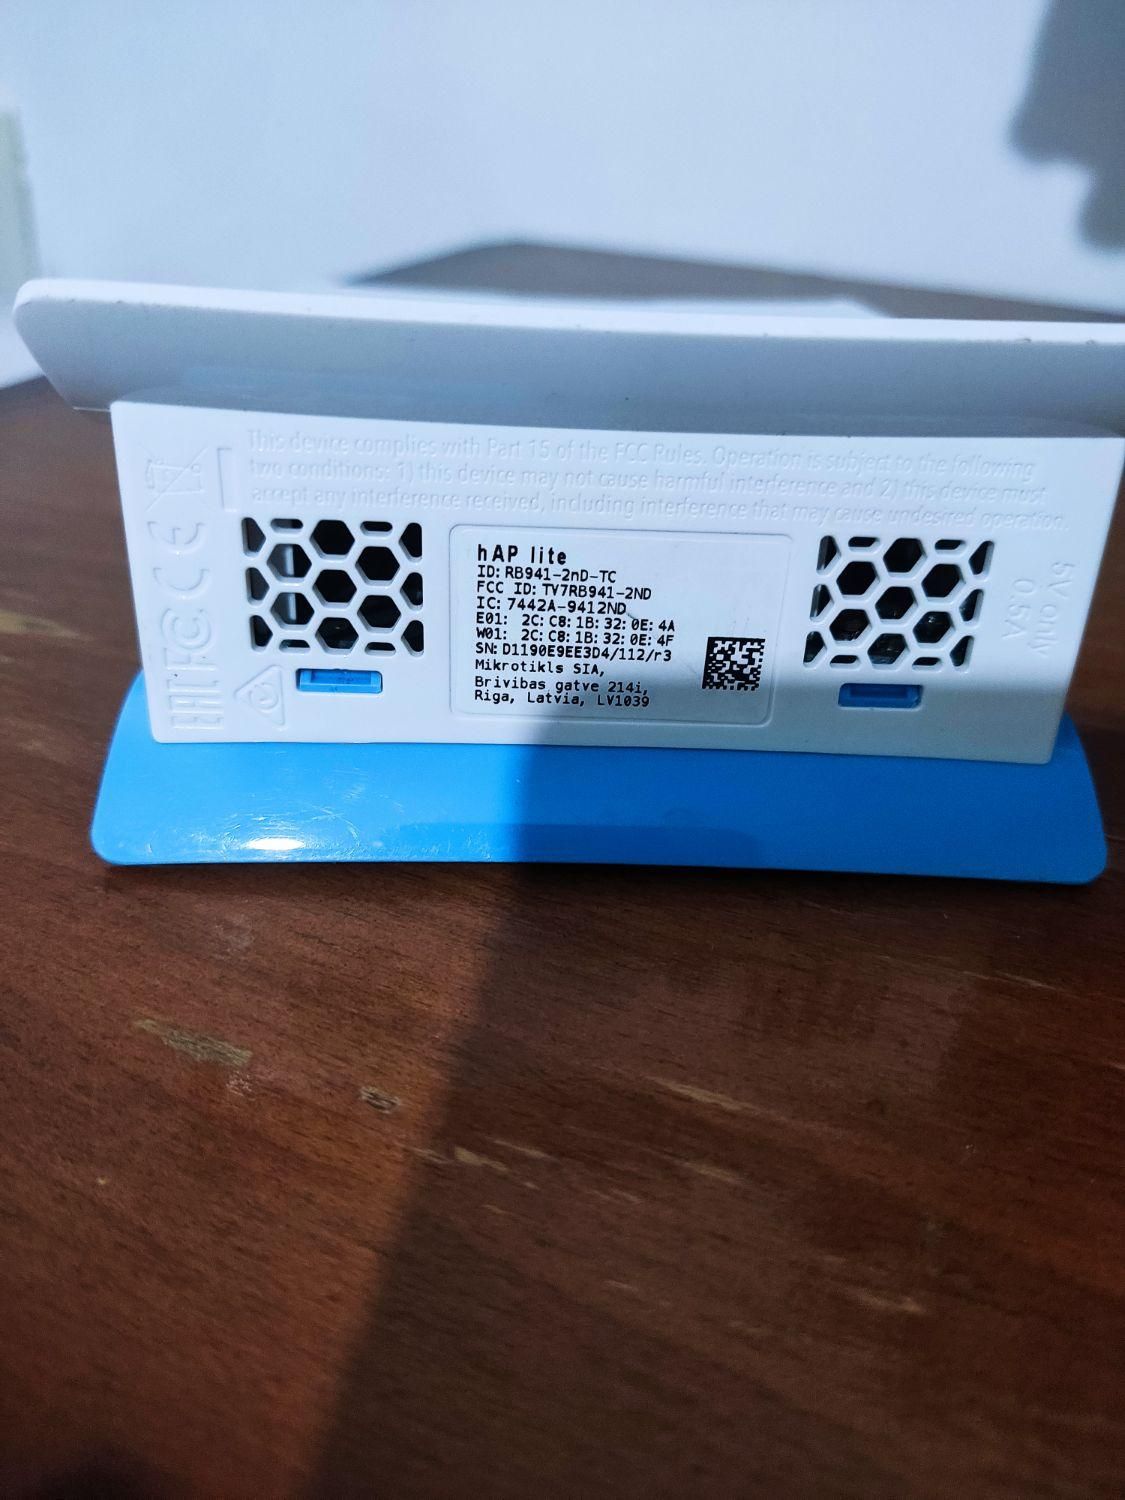 This device complies with Part 15 of the FCC Rules. Operation is subject to the following
two conditions: 1) this device may not cause harmful interference and 2) this device must
accept any interference received, including interference that may cause undesired operation.
hAP lite
ID: RB941-2nD-TC
FCC ID: TV7RB941-2ND
IC: 7442A-9412ND
E01: 2C:C8:1B:32:0E:4A
W01: 2C:C8:1B:32:0E:4F
SN: D1190E9EE3D4/112/r3
Mikrotikls SIA,
Brivibas gatve 214i,
Riga, Latvia, LV1039
5V only
0.5A
EAC FC CE